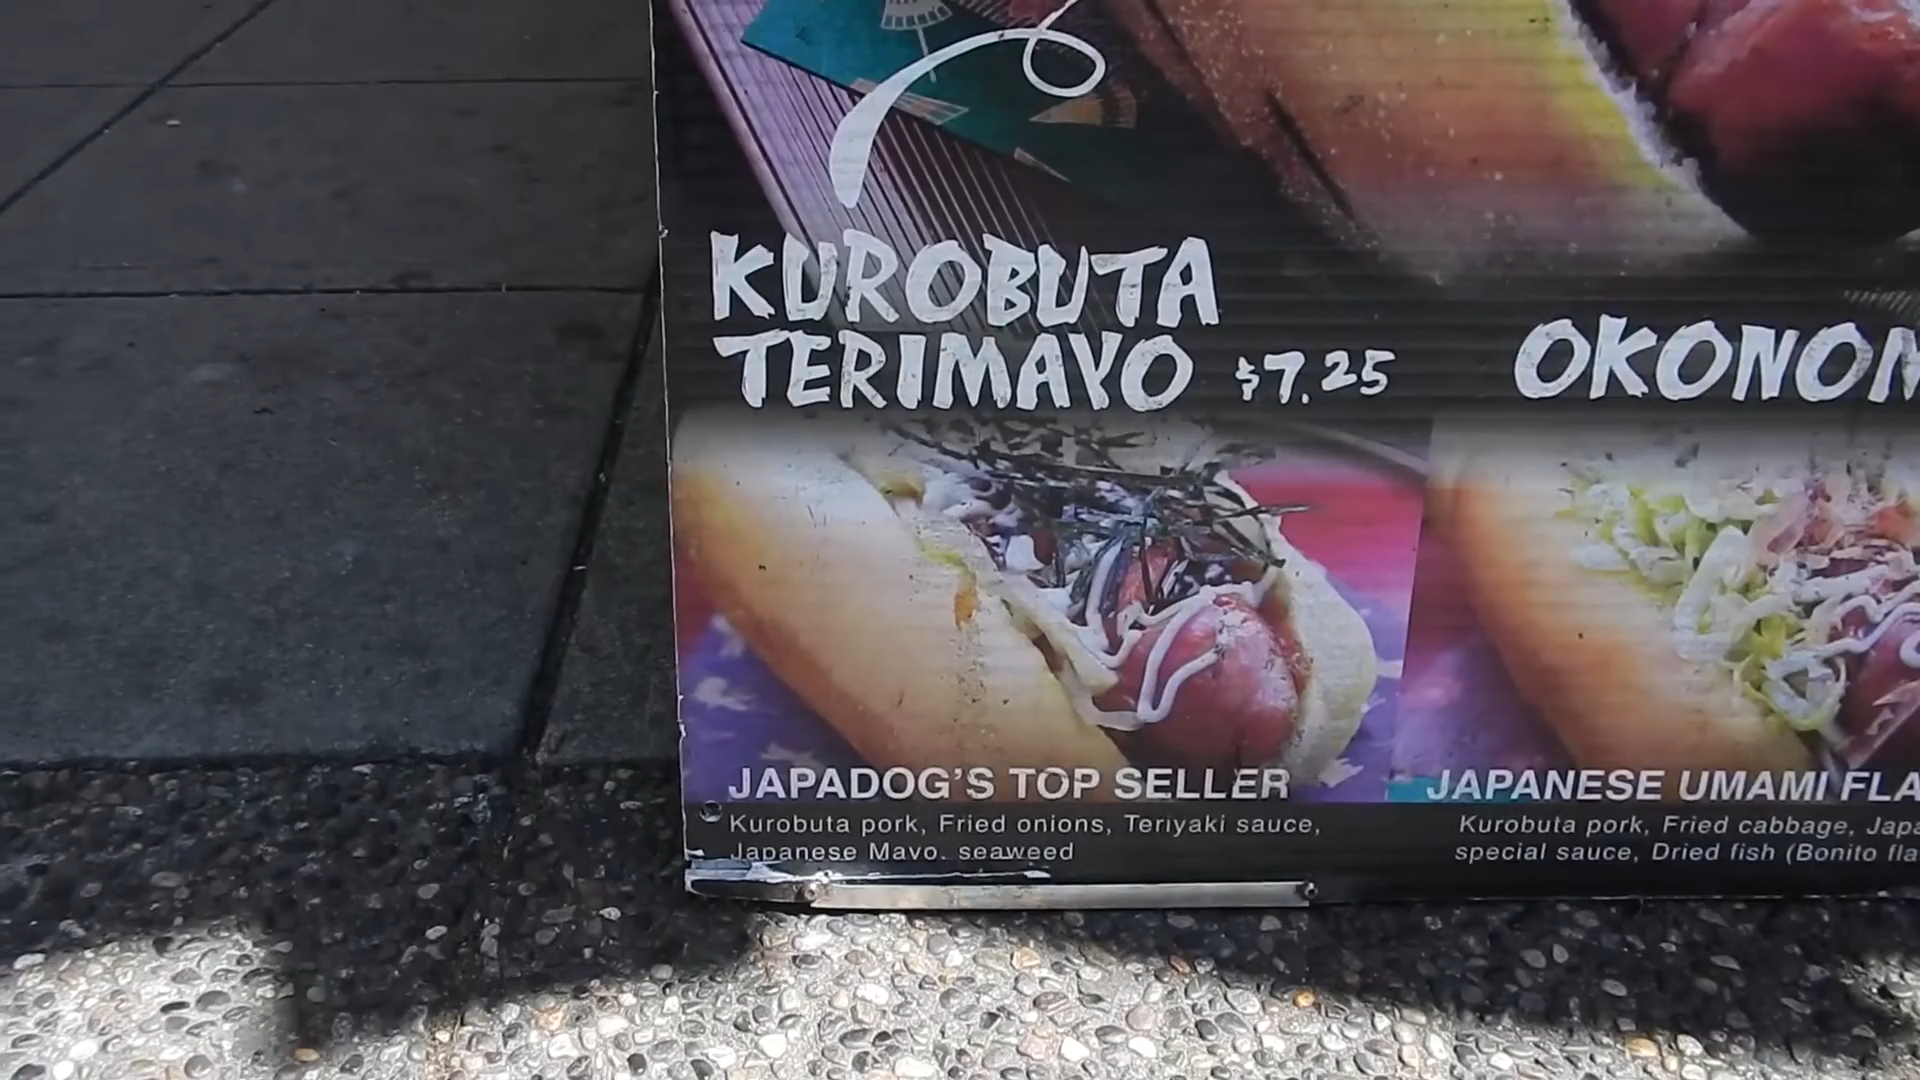 KUROBUTA
TERIMAYO $7.25
JAPADOG'S TOP SELLER
Kurobuta pork, Fried onions, Teriyaki sauce,
Japanese Mayo. seaweed
OKONOM
JAPANESE UMAMI FLA
Kurobuta pork, Fried cabbage, Japa
special sauce, Dried fish (Bonito fla